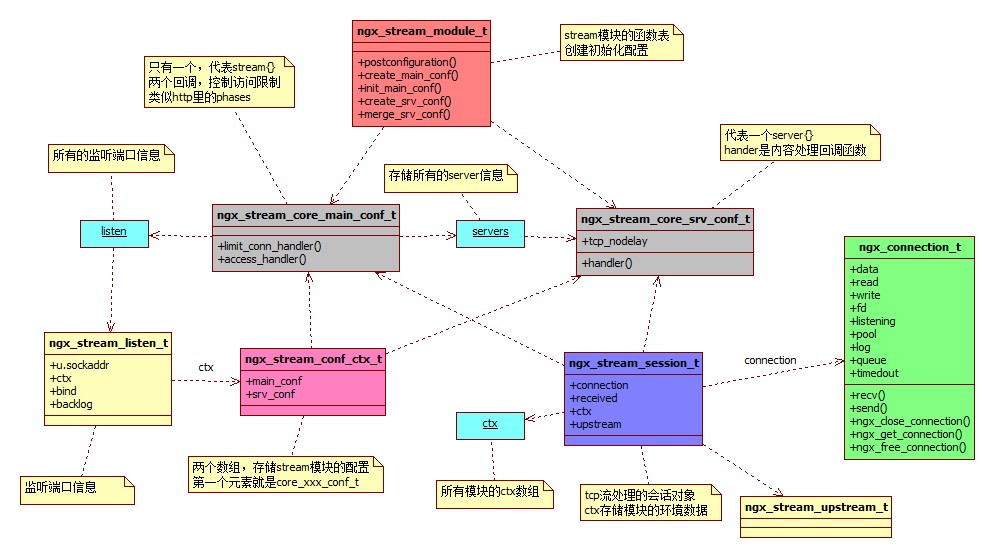 ngx_stream_module_t
+postconfiguration()
+create_main_conf()
+init_main_conf()
+create_srv_conf()
+merge_srv_conf()
stream模块的函数表
创建初始化配置
只有一个，代表stream{}
两个回调，控制访问限制
类似http里的phases
代表一个server{}
hander是内容处理回调函数
所有的监听端口信息
存储所有的server信息
listen
ngx_stream_core_main_conf_t
+limit_conn_handler()
+access_handler()
servers
ngx_stream_core_srv_conf_t
+tcp_nodelay
+handler()
ngx_connection_t
+data
+read
+write
+fd
+listening
+pool
+log
+queue
+timedout
+recv()
+send()
+ngx_close_connection()
+ngx_get_connection()
+ngx_free_connection()
ngx_stream_listen_t
+u.sockaddr
+ctx
+bind
+backlog
ctx
ngx_stream_conf_ctx_t
+main_conf
+srv_conf
ngx_stream_session_t
+connection
+received
+ctx
+upstream
connection
ctx
监听端口信息
两个数组，存储stream模块的配置
第一个元素就是core_xxx_conf_t
所有模块的ctx数组
tcp流处理的会话对象
ctx存储模块的环境数据
ngx_stream_upstream_t